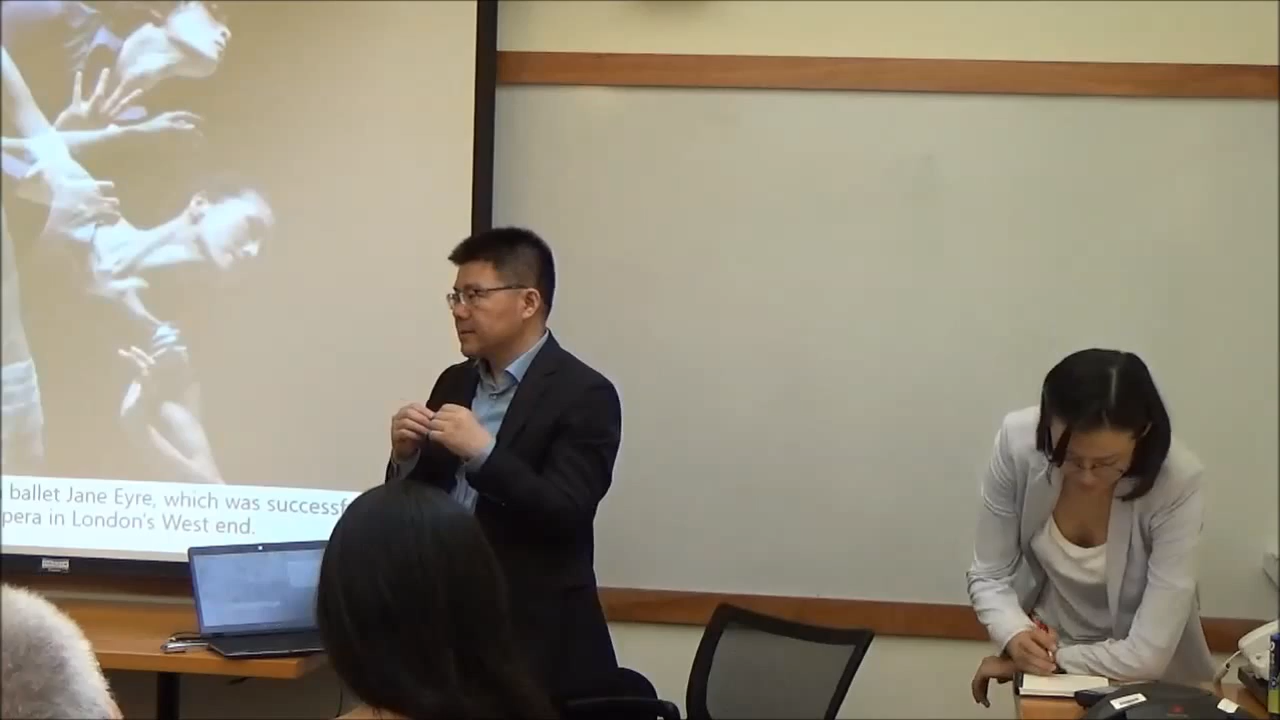 ballet Jane Eyre, which was successf
pera in London's West end.